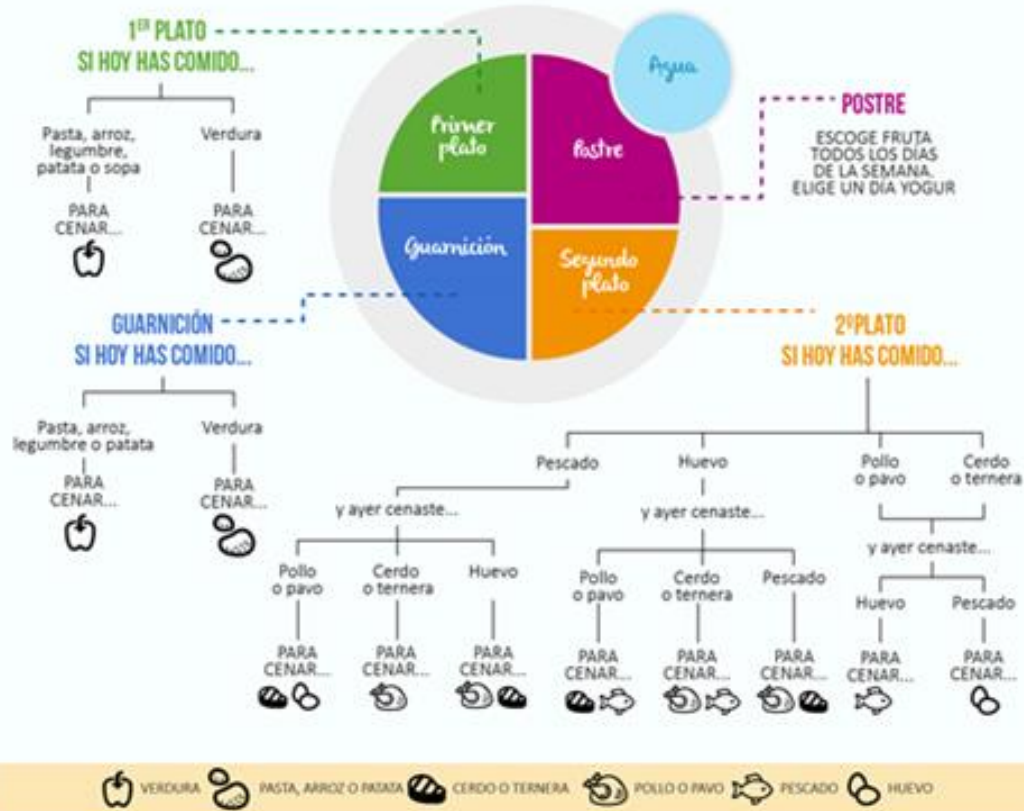 1ER PLATO
SI HOY HAS COMIDO...
Pasta, arroz,
legumbre,
patata o sopa
PARA
CENAR...
Verdura
PARA
CENAR...
Primer
plato
Postre
Agua
Guarnición
Segundo
plato
POSTRE
ESCOGE FRUTA
TODOS LOS DÍAS
DE LA SEMANA.
ELIGE UN DÍA YOGUR
GUARNICIÓN
SI HOY HAS COMIDO...
Pasta, arroz,
legumbre o patata
PARA
CENAR...
Verdura
PARA
CENAR...
2ºPLATO
SI HOY HAS COMIDO...
Pescado
y ayer cenaste...
Pollo
o pavo
PARA
CENAR...
Cerdo
o ternera
PARA
CENAR...
Huevo
PARA
CENAR...
Huevo
y ayer cenaste...
Pollo
o pavo
PARA
CENAR...
Cerdo
o ternera
PARA
CENAR...
Pescado
PARA
CENAR...
Pollo
o pavo
Cerdo
o ternera
y ayer cenaste...
Huevo
PARA
CENAR...
Pescado
PARA
CENAR...
VERDURA
PASTA, ARROZ O PATATA
CERDO O TERNERA
POLLO O PAVO
PESCADO
HUEVO